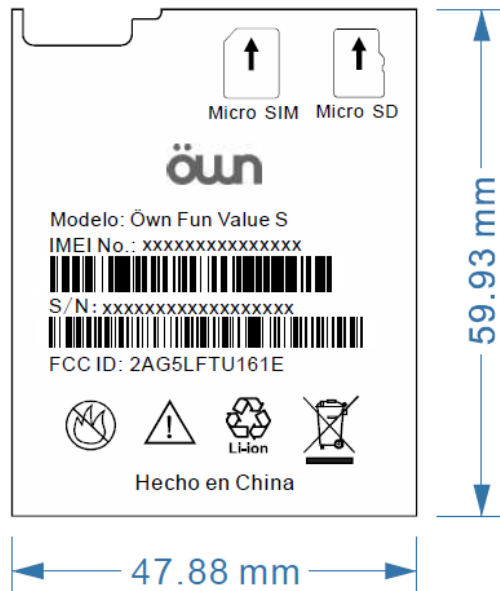 Micro SIM Micro SD
öwn
Modelo: Öwn Fun Value S
IMEI No.: xxxxxxxxxxxxxxx
S/N: xxxxxxxxxxxxxxxxxx
FCC ID: 2AG5LFTU161E
Li-ion
Hecho en China
59.93 mm
47.88 mm